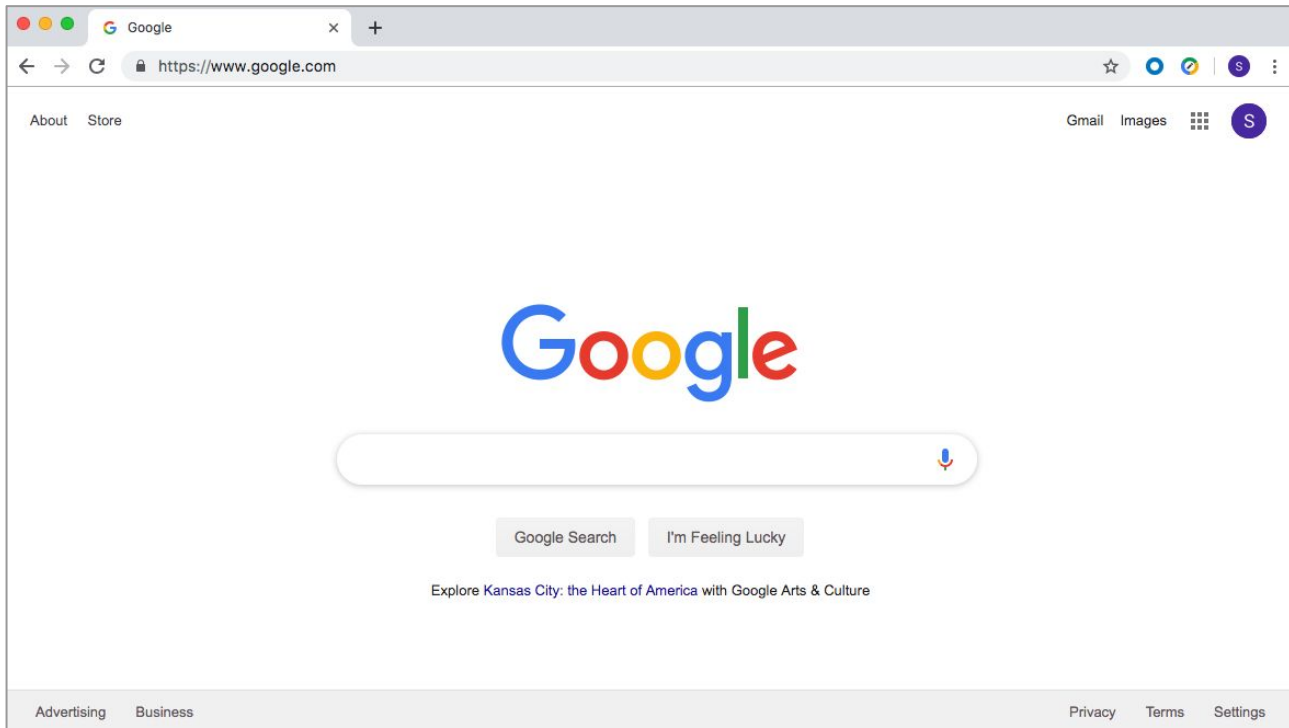 Google
https://www.google.com
S
About Store
Gmail Images
S
Google
Google Search I'm Feeling Lucky
Explore Kansas City: the Heart of America with Google Arts & Culture
Advertising Business
Privacy Terms Settings